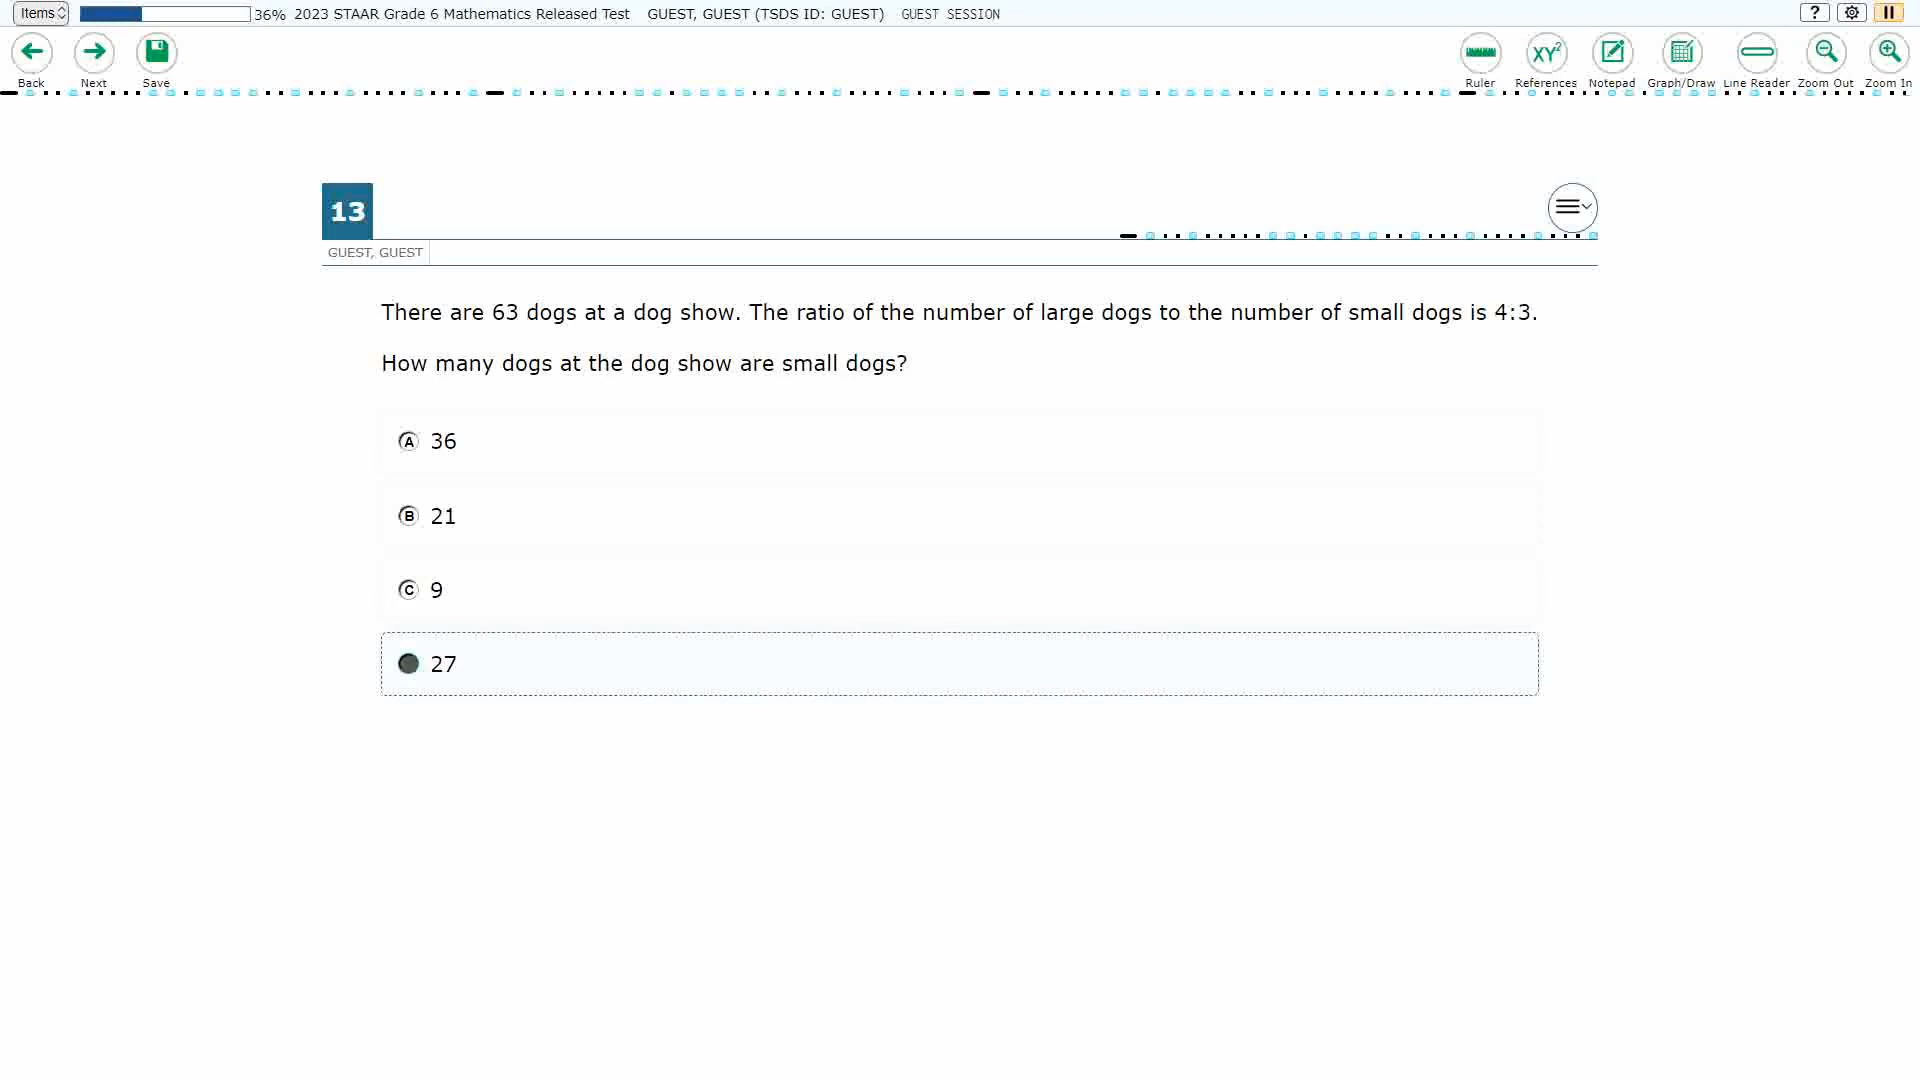 Items 36% 2023 STAAR Grade 6 Mathematics Released Test GUEST, GUEST (TSDS ID: GUEST) GUEST SESSION ?
Back Next Save XY² Ruler References Notepad Graph/Draw Line Reader Zoom Out Zoom In
13
GUEST, GUEST
There are 63 dogs at a dog show. The ratio of the number of large dogs to the number of small dogs is 4:3.
How many dogs at the dog show are small dogs?
A 36
B 21
C 9
27